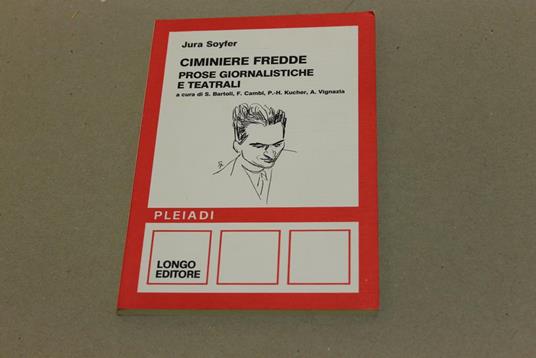 Jura Soyfer
CIMINIERE FREDDE
PROSE GIORNALISTICHE
E TEATRALI
a cura di S. Bartoli, F. Cambi, P.-H. Kucher, A. Vignazia
PLEIADI
LONGO
EDITORE